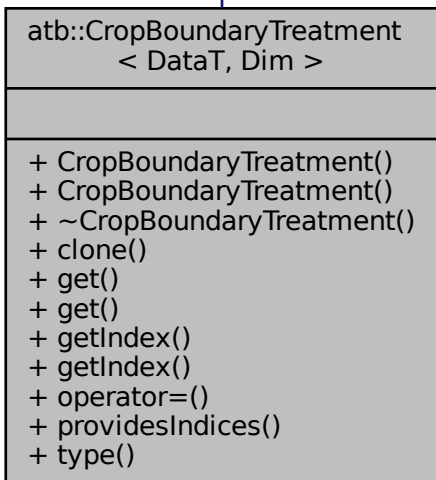 atb::CropBoundaryTreatment
< DataT, Dim >
+ CropBoundaryTreatment()
+ CropBoundaryTreatment()
+ ~CropBoundaryTreatment()
+ clone()
+ get()
+ get()
+ getIndex()
+ getIndex()
+ operator=()
+ providesIndices()
+ type()